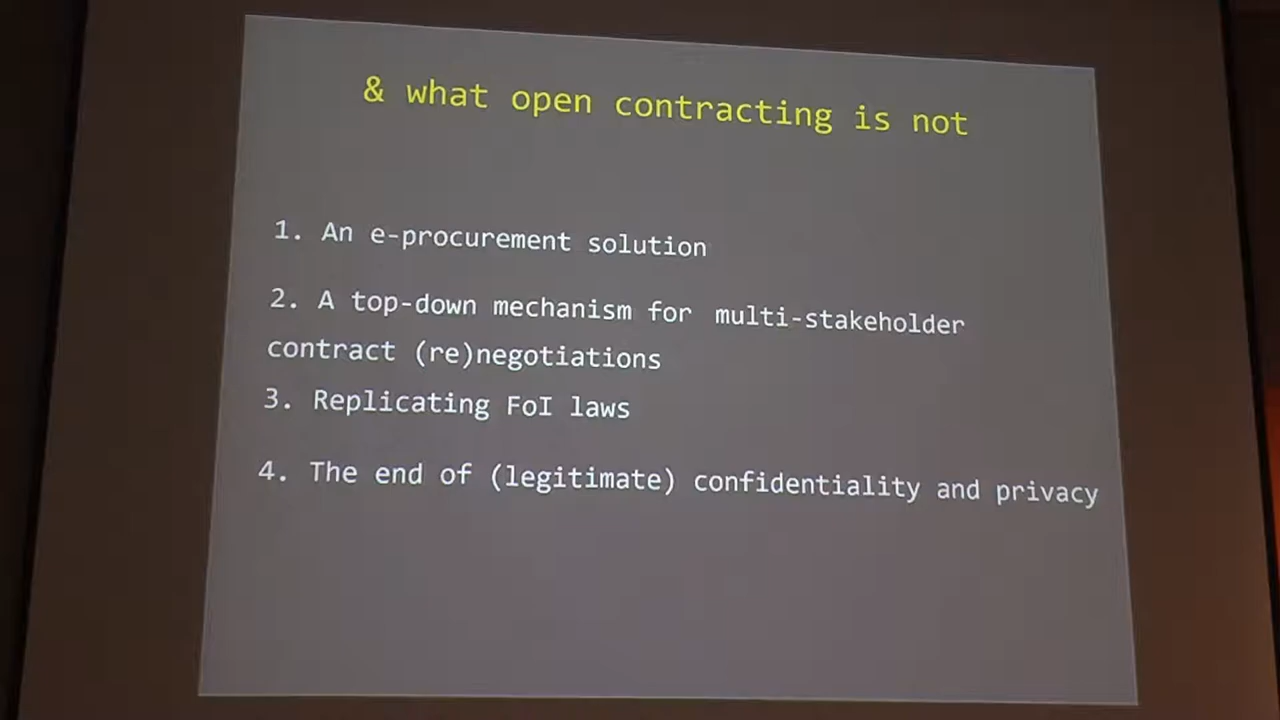 & what open contracting is not
1. An e-procurement solution
2. A top-down mechanism for multi-stakeholder
contract (re)negotiations
3. Replicating FoI laws
4. The end of (legitimate) confidentiality and privacy